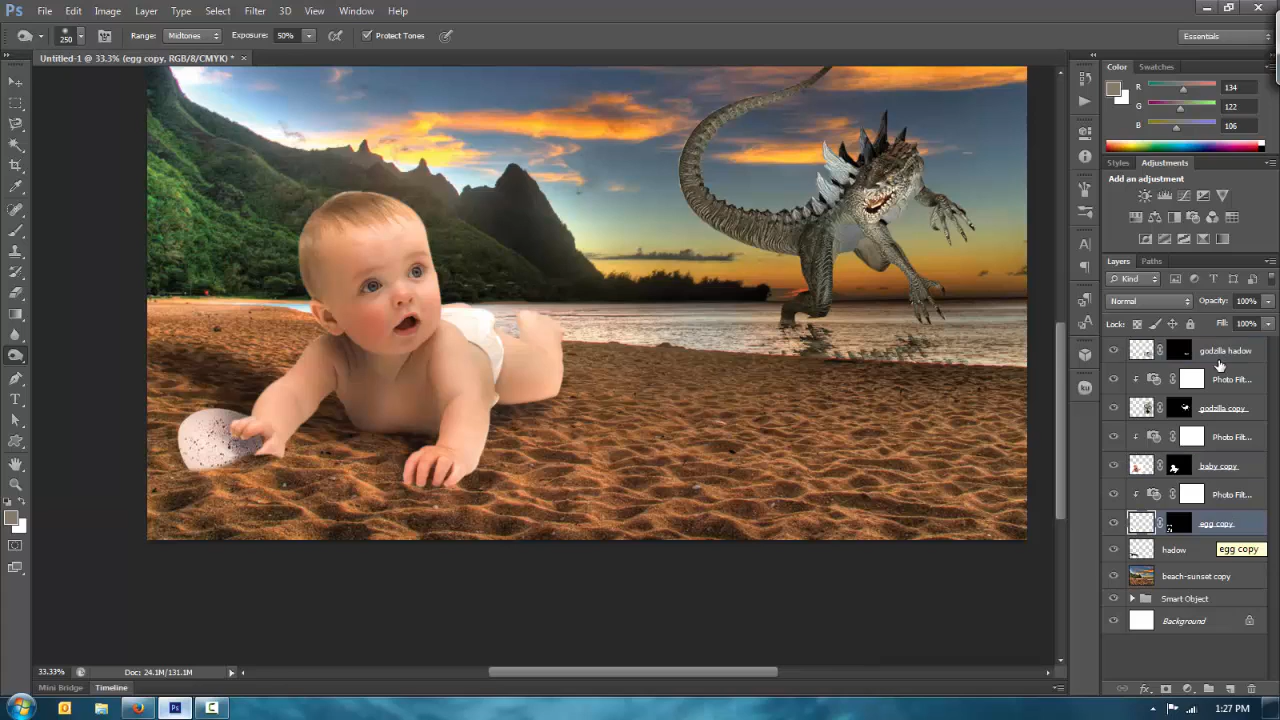 Ps File Edit Image Layer Type Select Filter 3D View Window Help
250 Range: Midtones Exposure: 50% Protect Tones Essentials
Untitled-1 @ 33.3% (egg copy, RGB/8/CMYK) * ×
Color Swatches
R 134
G 122
B 106
Styles Adjustments
Add an adjustment
Layers Paths
Kind
Normal Opacity: 100%
Lock: Fill: 100%
godzilla hadow
Photo Filt...
godzilla copy
Photo Filt...
baby copy
Photo Filt...
egg copy
hadow egg copy
beach-sunset copy
Smart Object
Background
33.33% Doc: 24.1M/131.1M
Mini Bridge Timeline
Ps 1:27 PM